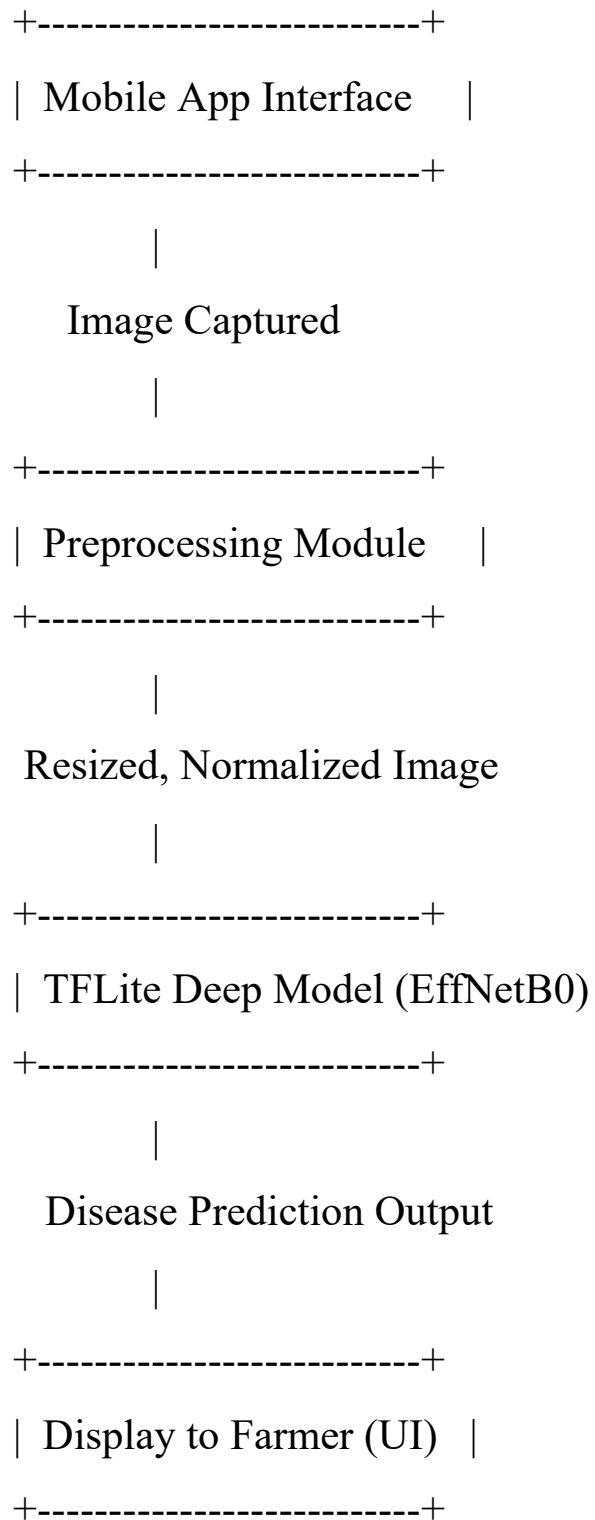 +---------------------------+
|  Mobile App Interface     |
+---------------------------+
             |
     Image Captured
             |
+---------------------------+
|  Preprocessing Module     |
+---------------------------+
             |
 Resized, Normalized Image
             |
+---------------------------+
|  TFLite Deep Model (EffNetB0)
+---------------------------+
             |
   Disease Prediction Output
             |
+---------------------------+
|  Display to Farmer (UI)   |
+---------------------------+